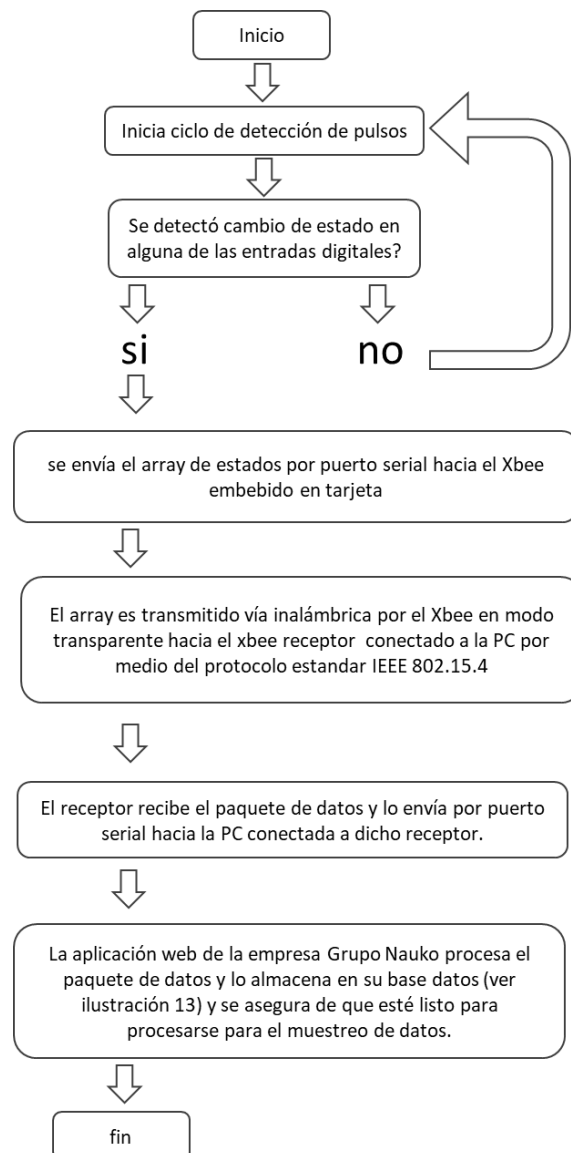 Inicio
Inicia ciclo de detección de pulsos
Se detectó cambio de estado en
alguna de las entradas digitales?
si
no
se envía el array de estados por puerto serial hacia el Xbee
embebido en tarjeta
El array es transmitido vía inalámbrica por el Xbee en modo
transparente hacia el xbee receptor conectado a la PC por
medio del protocolo estandar IEEE 802.15.4
El receptor recibe el paquete de datos y lo envía por puerto
serial hacia la PC conectada a dicho receptor.
La aplicación web de la empresa Grupo Nauko procesa el
paquete de datos y lo almacena en su base datos (ver
ilustración 13) y se asegura de que esté listo para
procesarse para el muestreo de datos.
fin